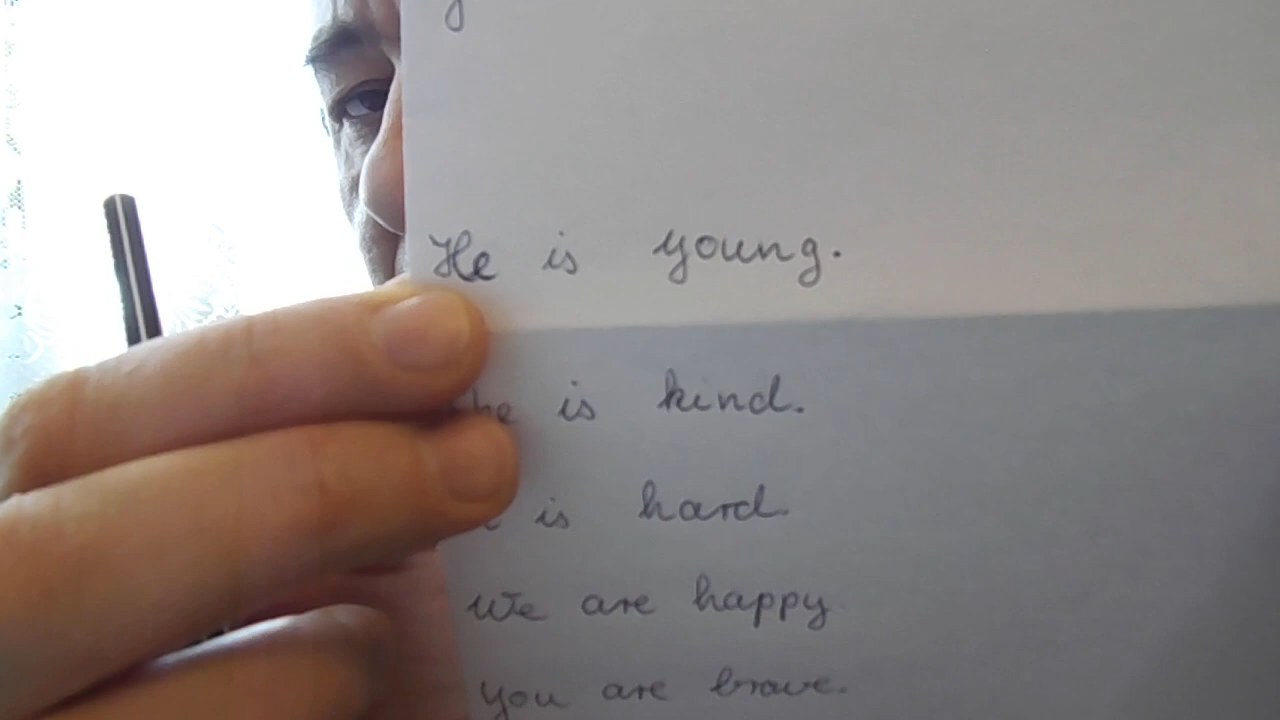 He is young.
is kind.
is hard.
We are happy
you are brave.